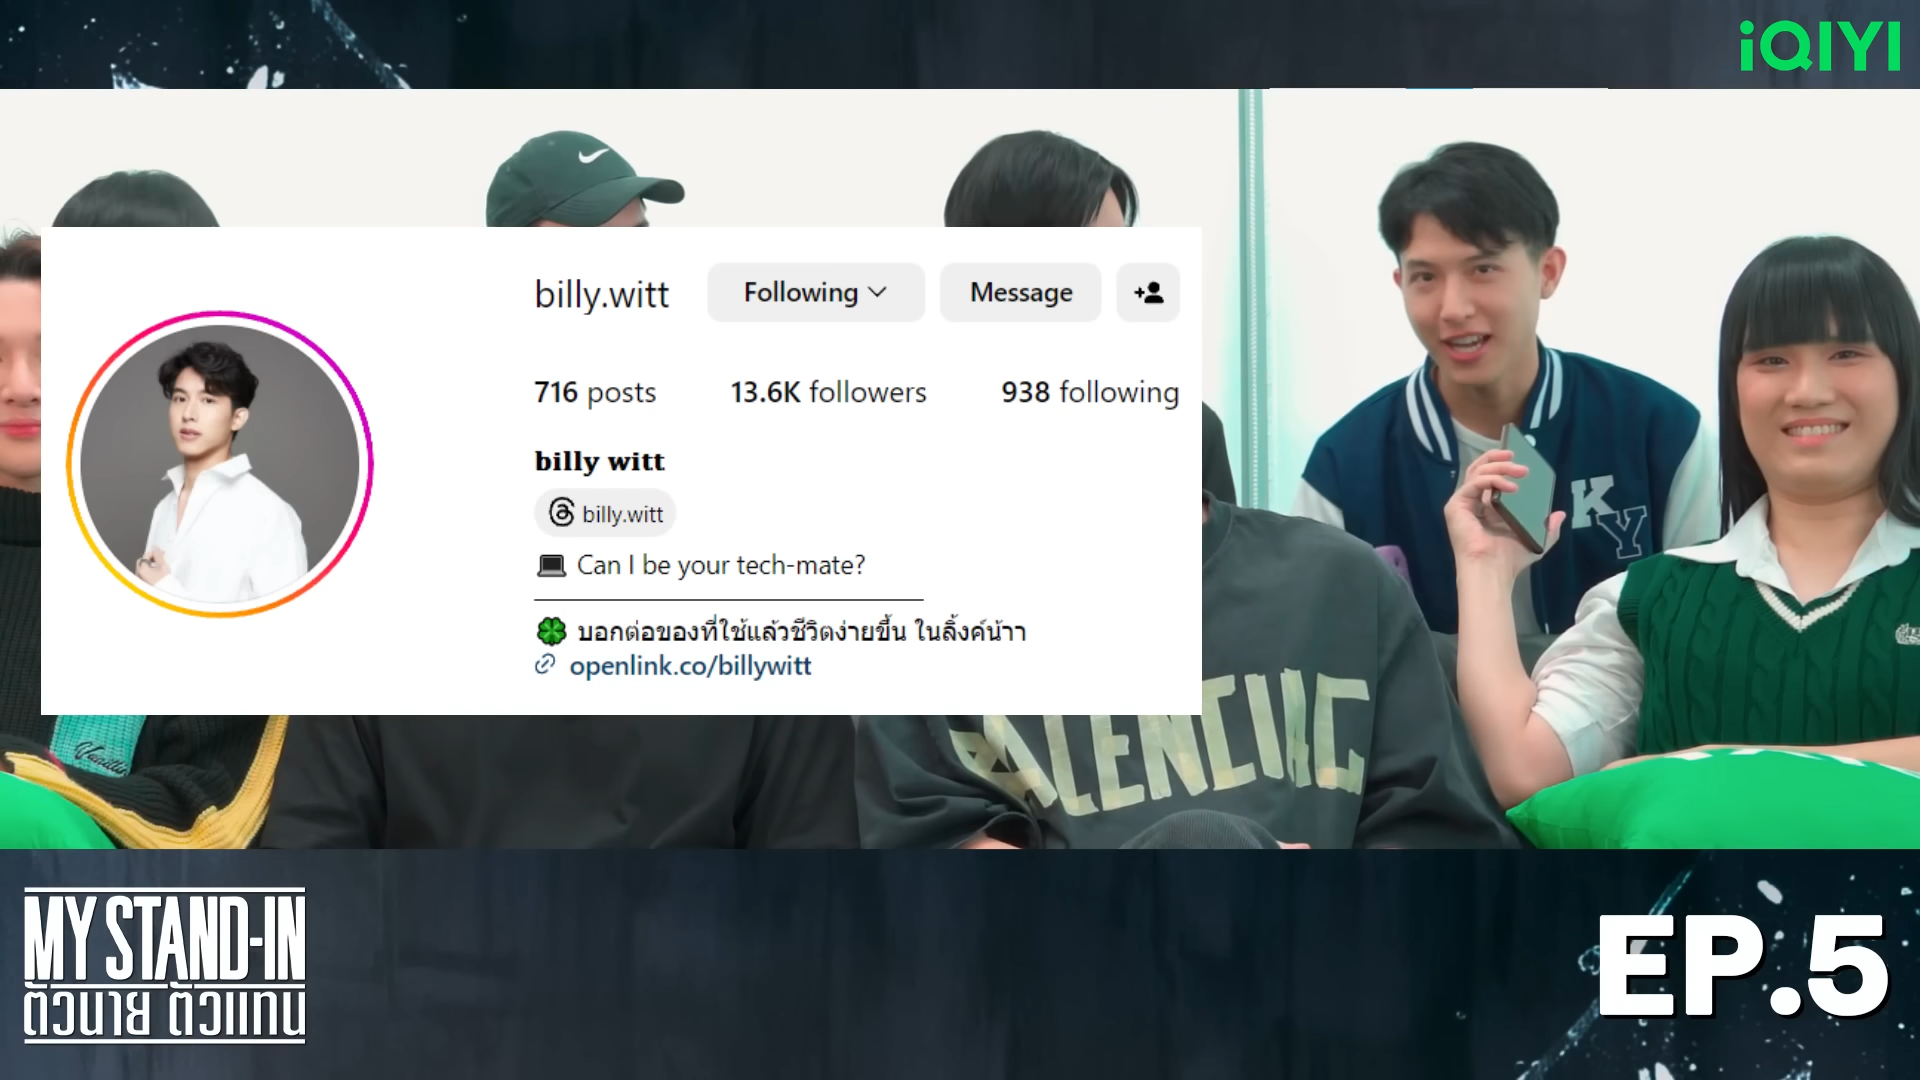 iQIYI
billy.witt Following Message
716 posts 13.6K followers 938 following
billy witt
billy.witt
Can I be your tech-mate?
บอกต่อของที่ใช้แล้วชีวิตง่ายขึ้น ในลิ้งค์น้าา
openlink.co/billywitt
KY
MY STAND-IN
ตัวนาย ตัวแทน
EP.5